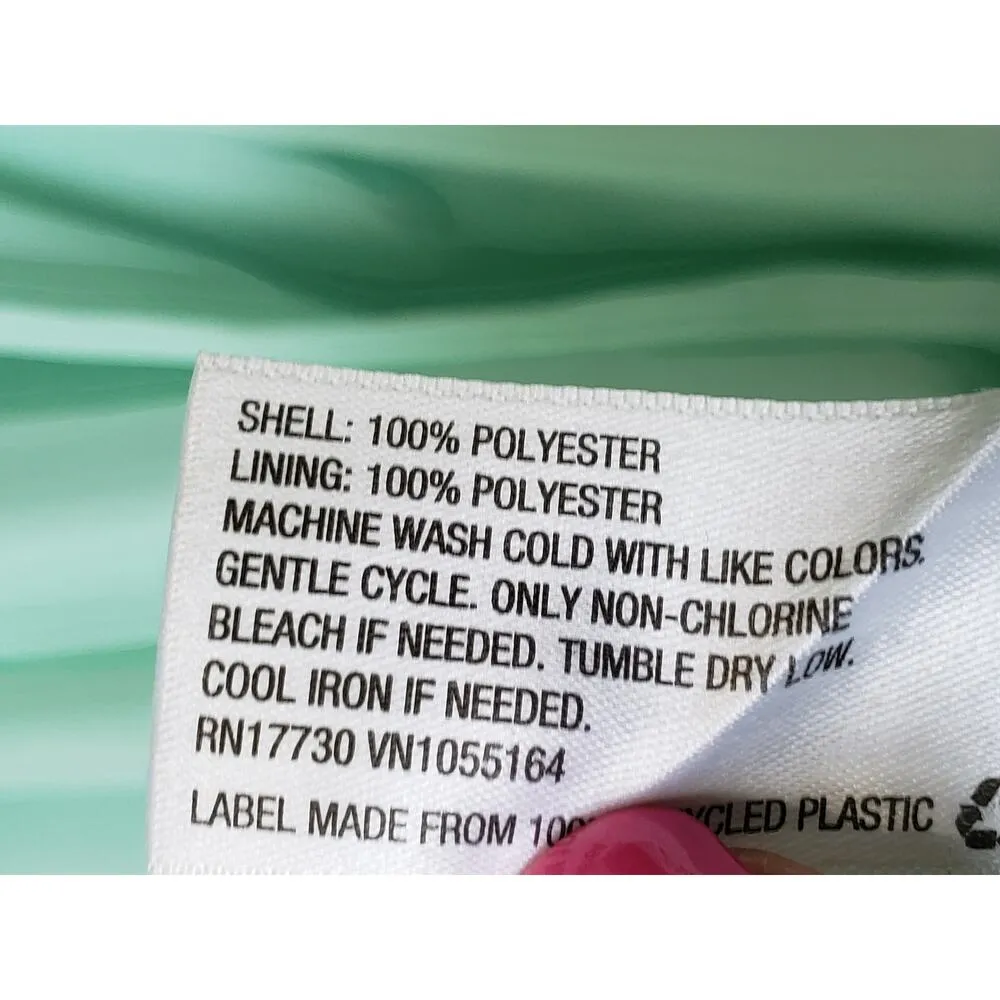 SHELL: 100% POLYESTER
LINING: 100% POLYESTER
MACHINE WASH COLD WITH LIKE COLORS.
GENTLE CYCLE. ONLY NON-CHLORINE
BLEACH IF NEEDED. TUMBLE DRY LOW.
COOL IRON IF NEEDED.
RN17730 VN1055164
LABEL MADE FROM PLASTIC